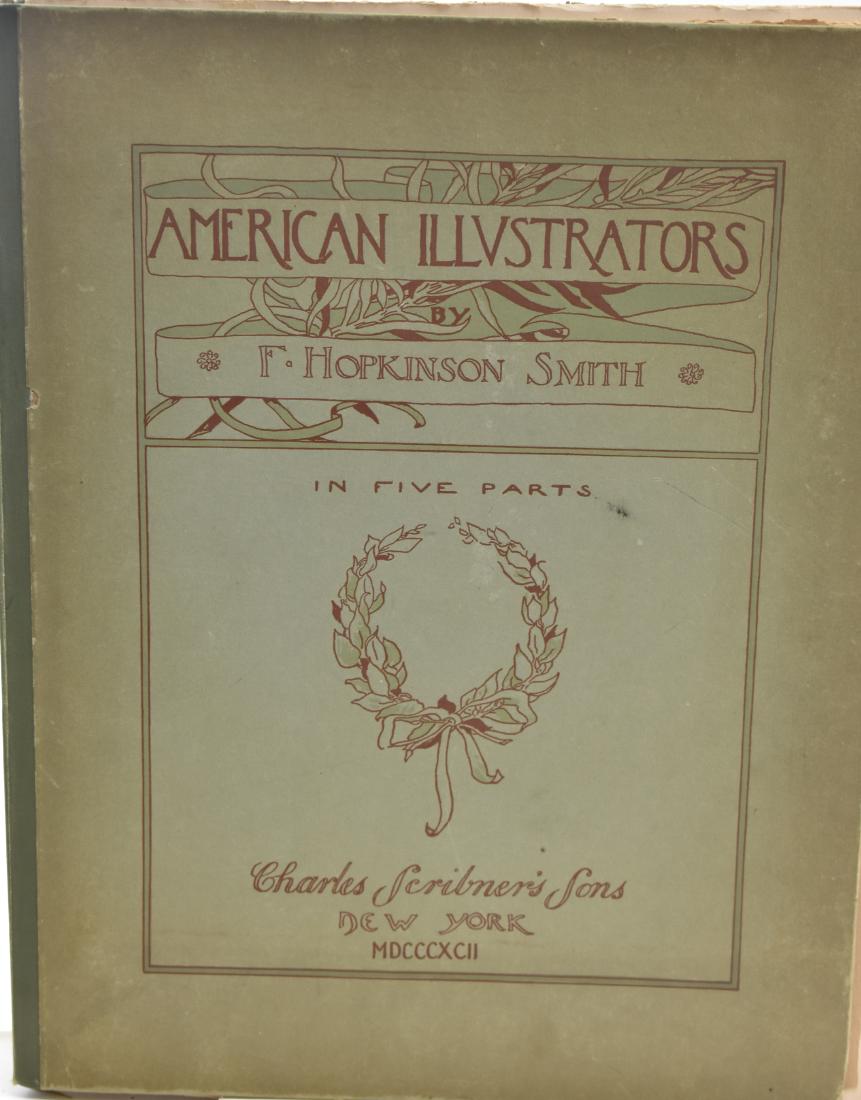 AMERICAN ILLVSTRATORS
BY
F. HOPKINSON SMITH
IN FIVE PARTS
Charles Scribner's Sons
NEW YORK
MDCCCXCII